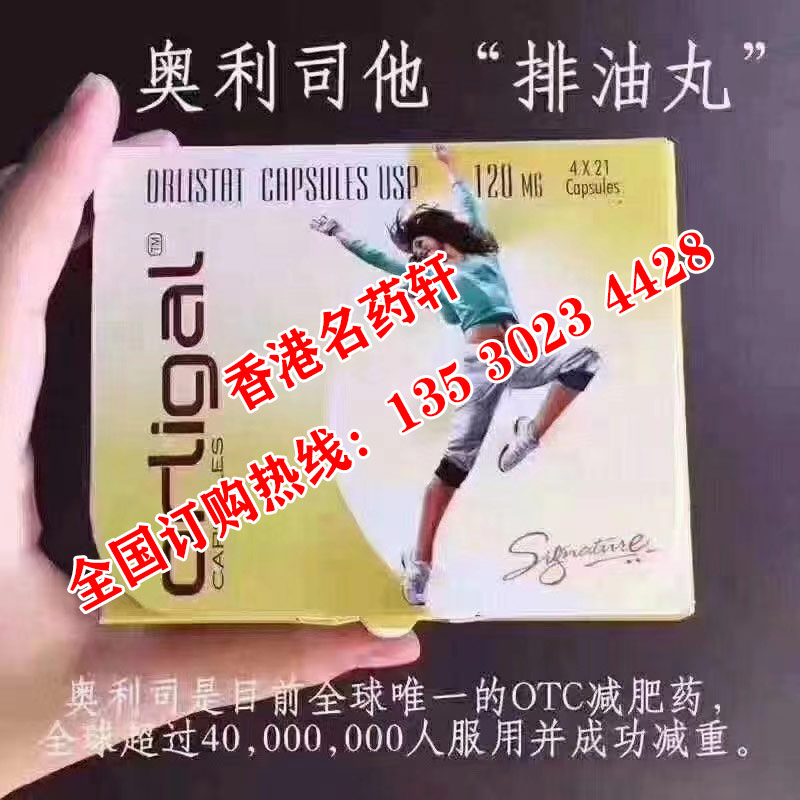 奥利司他“排油丸”
ORLISTAT CAPSULES USP 120 MG 4 X 21
Capsules
orligal TM
香港名药轩
全国订购热线：135 3023 4428
Signature
奥利司是目前全球唯一的OTC减肥药，
全球超过40,000,000人服用并成功减重。